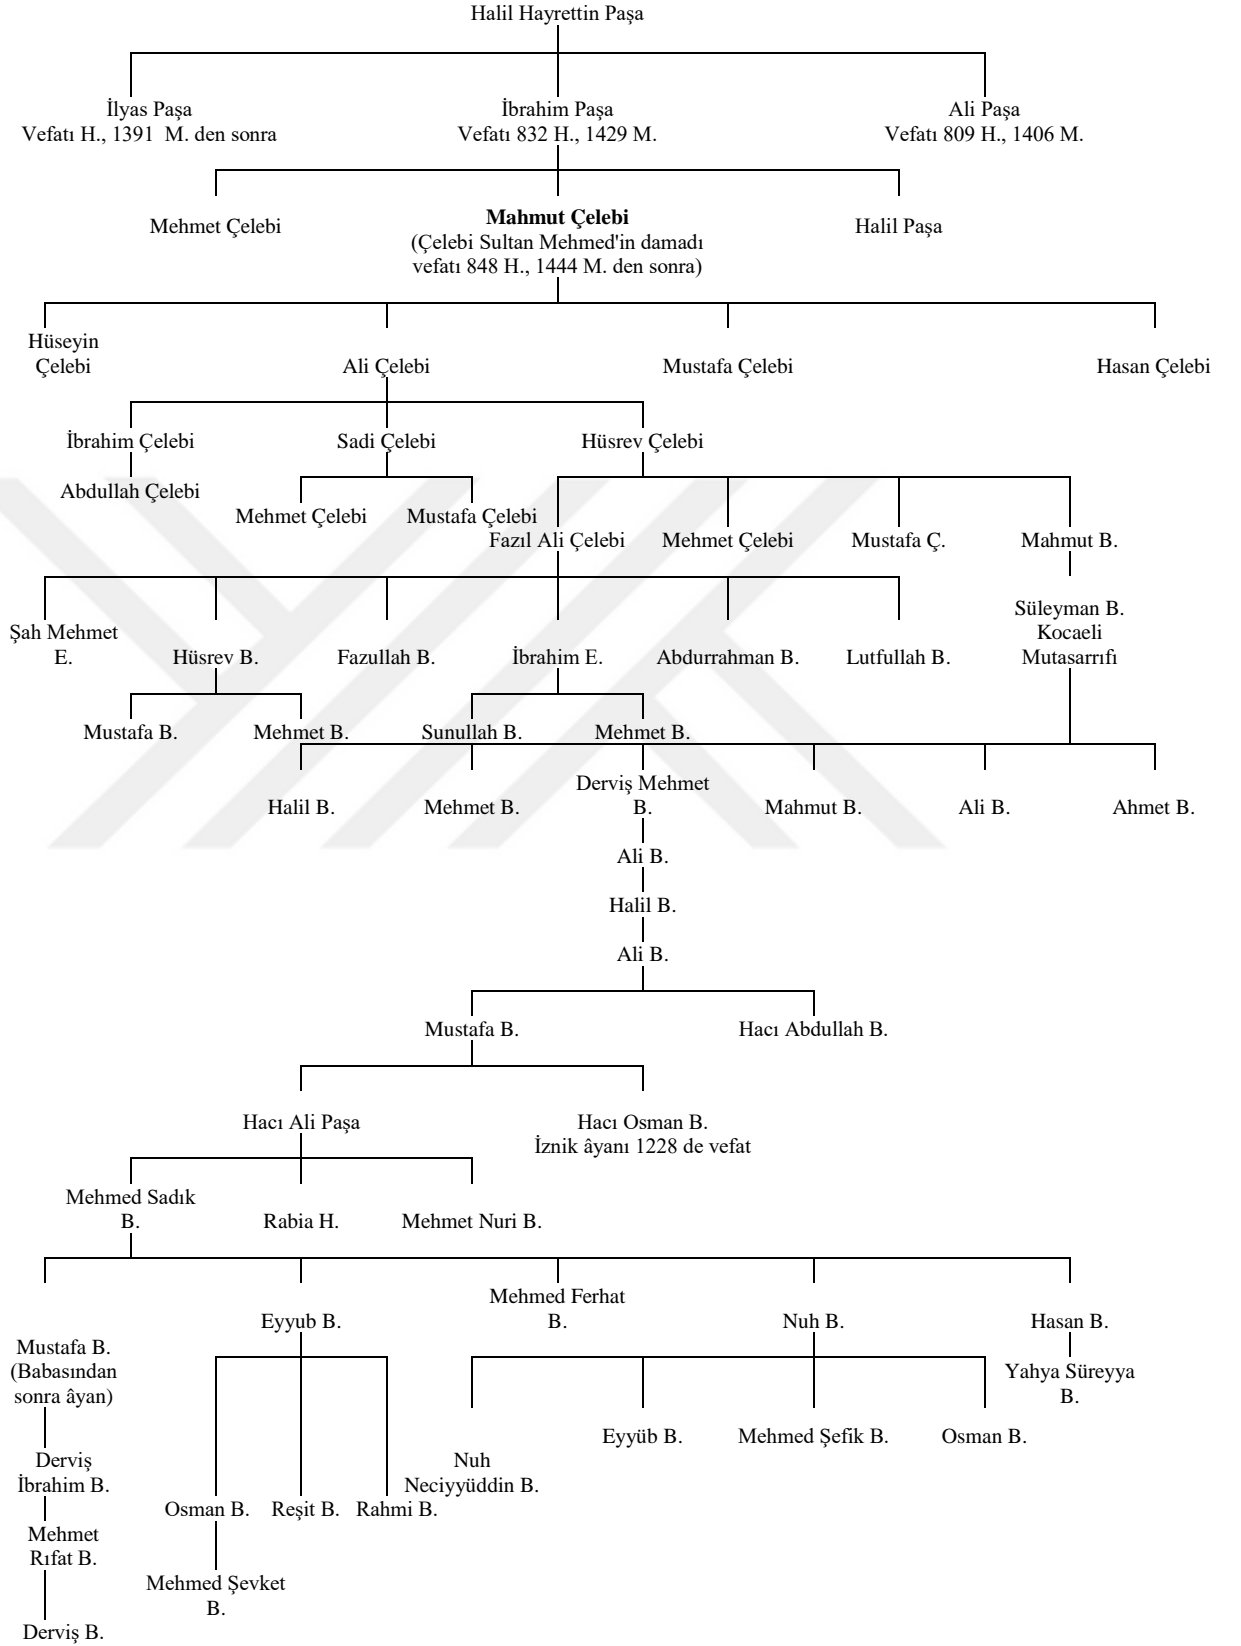 Halil Hayrettin Paşa
İlyas Paşa
Vefatı H., 1391 M. den sonra
İbrahim Paşa
Vefatı 832 H., 1429 M.
Ali Paşa
Vefatı 809 H., 1406 M.
Mehmet Çelebi
Mahmut Çelebi
(Çelebi Sultan Mehmed'in damadı
vefatı 848 H., 1444 M. den sonra)
Halil Paşa
Hüseyin
Çelebi
Ali Çelebi
Mustafa Çelebi
Hasan Çelebi
İbrahim Çelebi
Sadi Çelebi
Hüsrev Çelebi
Abdullah Çelebi
Mehmet Çelebi
Mustafa Çelebi
Fazıl Ali Çelebi
Mehmet Çelebi
Mustafa Ç.
Mahmut B.
Şah Mehmet
E.
Hüsrev B.
Fazullah B.
İbrahim E.
Abdurrahman B.
Lutfullah B.
Süleyman B.
Kocaeli
Mutasarrıfı
Mustafa B.
Mehmet B.
Sunullah B.
Mehmet B.
Halil B.
Mehmet B.
Derviş Mehmet
B.
Mahmut B.
Ali B.
Ahmet B.
Ali B.
Halil B.
Ali B.
Mustafa B.
Hacı Abdullah B.
Hacı Ali Paşa
Hacı Osman B.
İznik âyanı 1228 de vefat
Mehmed Sadık
B.
Rabia H.
Mehmet Nuri B.
Mustafa B.
(Babasından
sonra âyan)
Eyyub B.
Mehmed Ferhat
B.
Nuh B.
Hasan B.
Yahya Süreyya
B.
Nuh
Neciyyüddin B.
Eyyüb B.
Mehmed Şefik B.
Osman B.
Derviş
İbrahim B.
Osman B.
Reşit B.
Rahmi B.
Mehmet
Rıfat B.
Mehmed Şevket
B.
Derviş B.